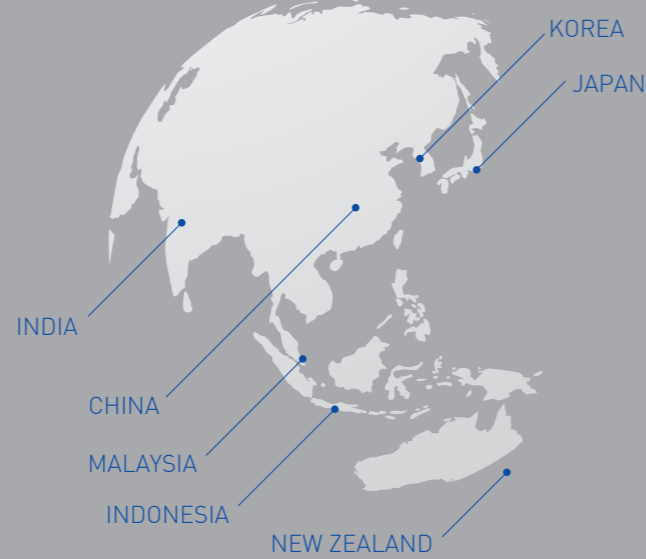 KOREA
JAPAN
INDIA
CHINA
MALAYSIA
INDONESIA
NEW ZEALAND